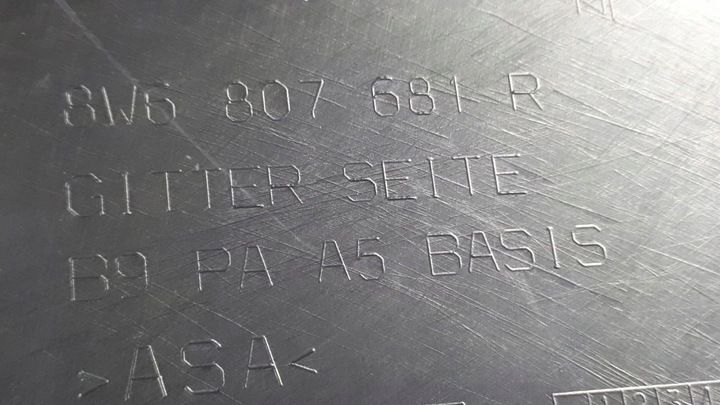 8W6 807 681 R
GITTER SEITE
B9 PA A5 BASIS
>ASA<